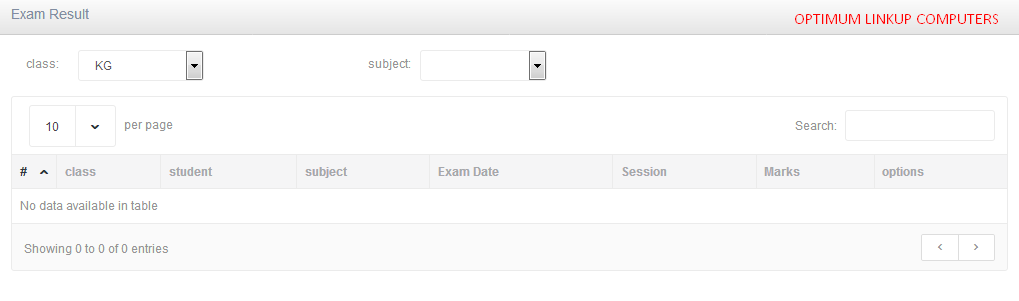 Exam Result
OPTIMUM LINKUP COMPUTERS
class: KG subject:
10 per page Search:
# class student subject Exam Date Session Marks options
No data available in table
Showing 0 to 0 of 0 entries